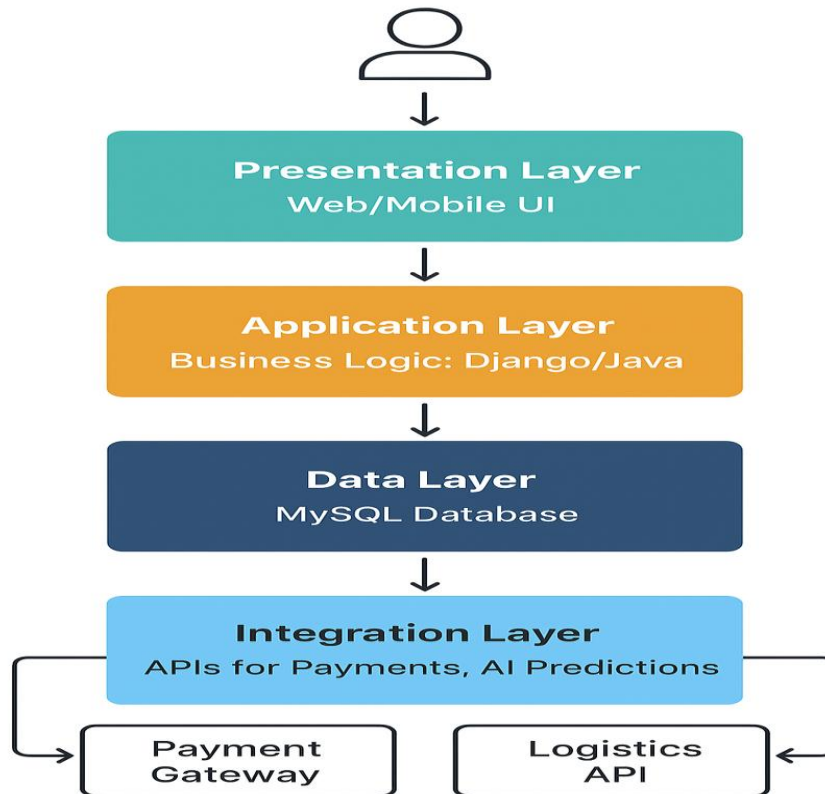 Presentation Layer
Web/Mobile UI
Application Layer
Business Logic: Django/Java
Data Layer
MySQL Database
Integration Layer
APIs for Payments, AI Predictions
Payment
Gateway
Logistics
API